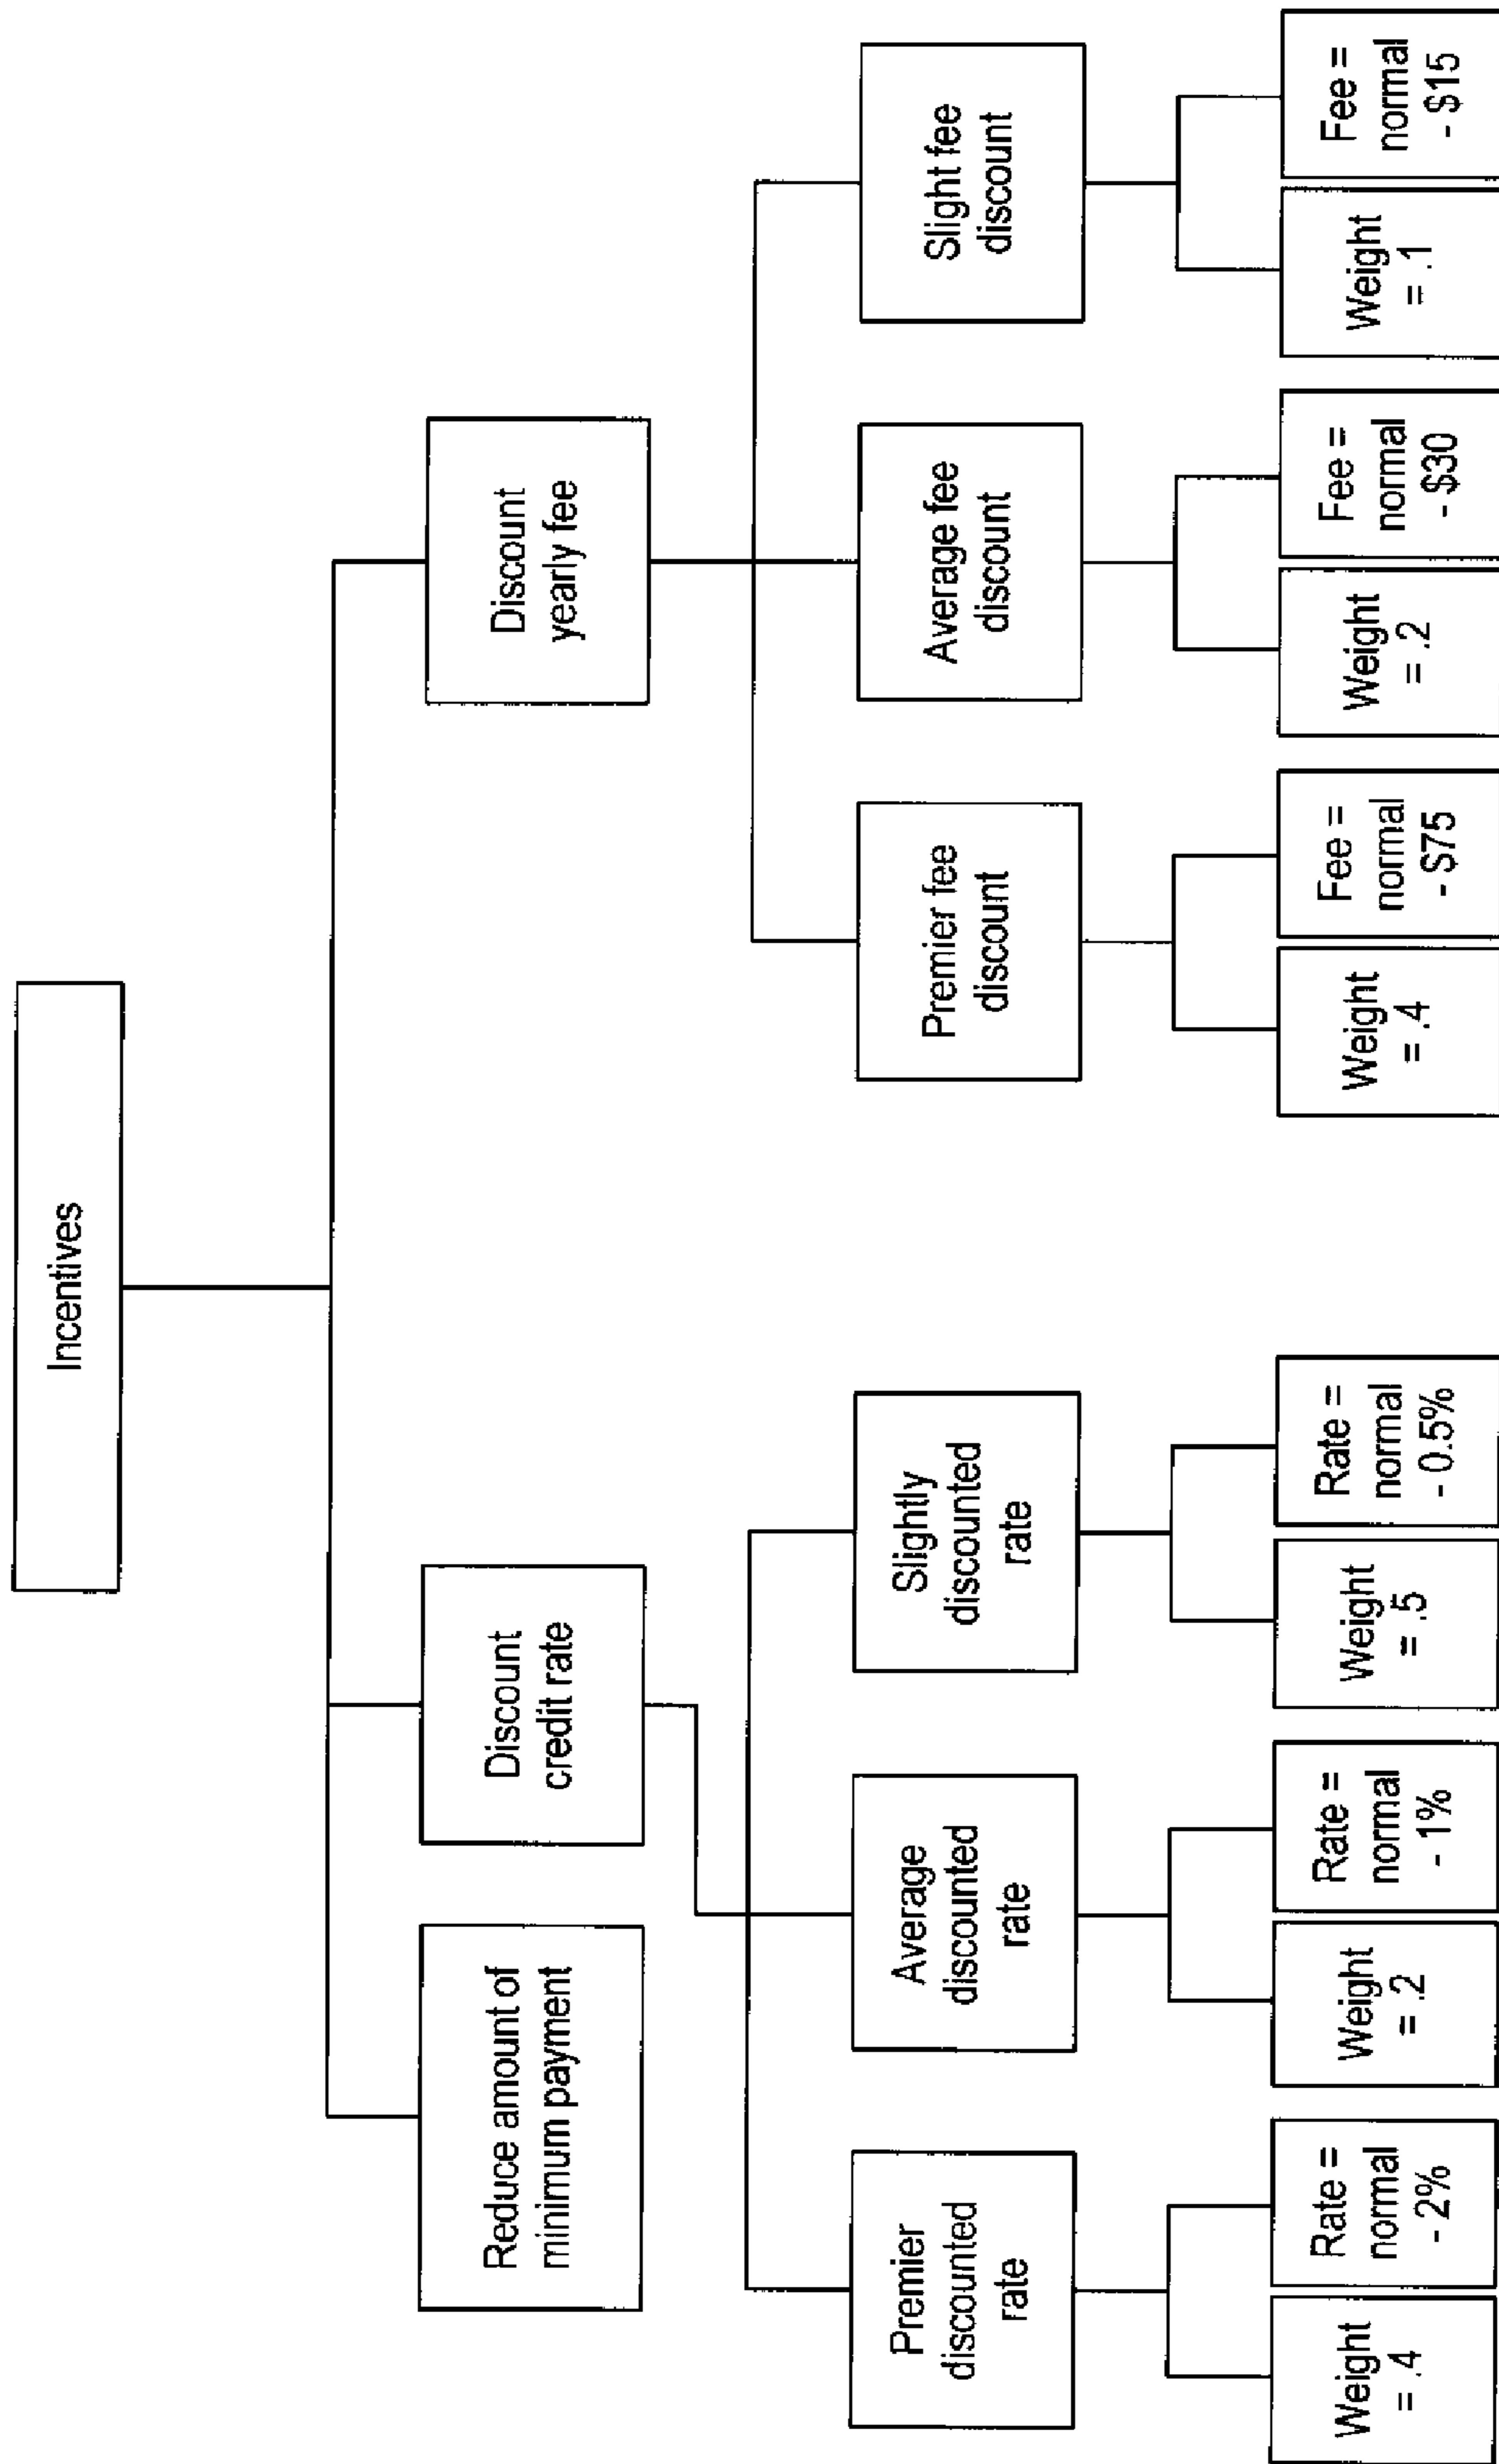 Incentives
Reduce amount of
minimum payment
Discount
credit rate
Discount
yearly fee
Premier
discounted
rate
Average
discounted
rate
Slightly
discounted
rate
Premier fee
discount
Average fee
discount
Slight fee
discount
Weight
= .4
Rate =
normal
- 2%
Weight
= .2
Rate =
normal
- 1%
Weight
= .5
Rate =
normal
- 0.5%
Weight
= .4
Fee =
normal
- $75
Weight
= .2
Fee =
normal
- $30
Weight
= .1
Fee =
normal
- $15